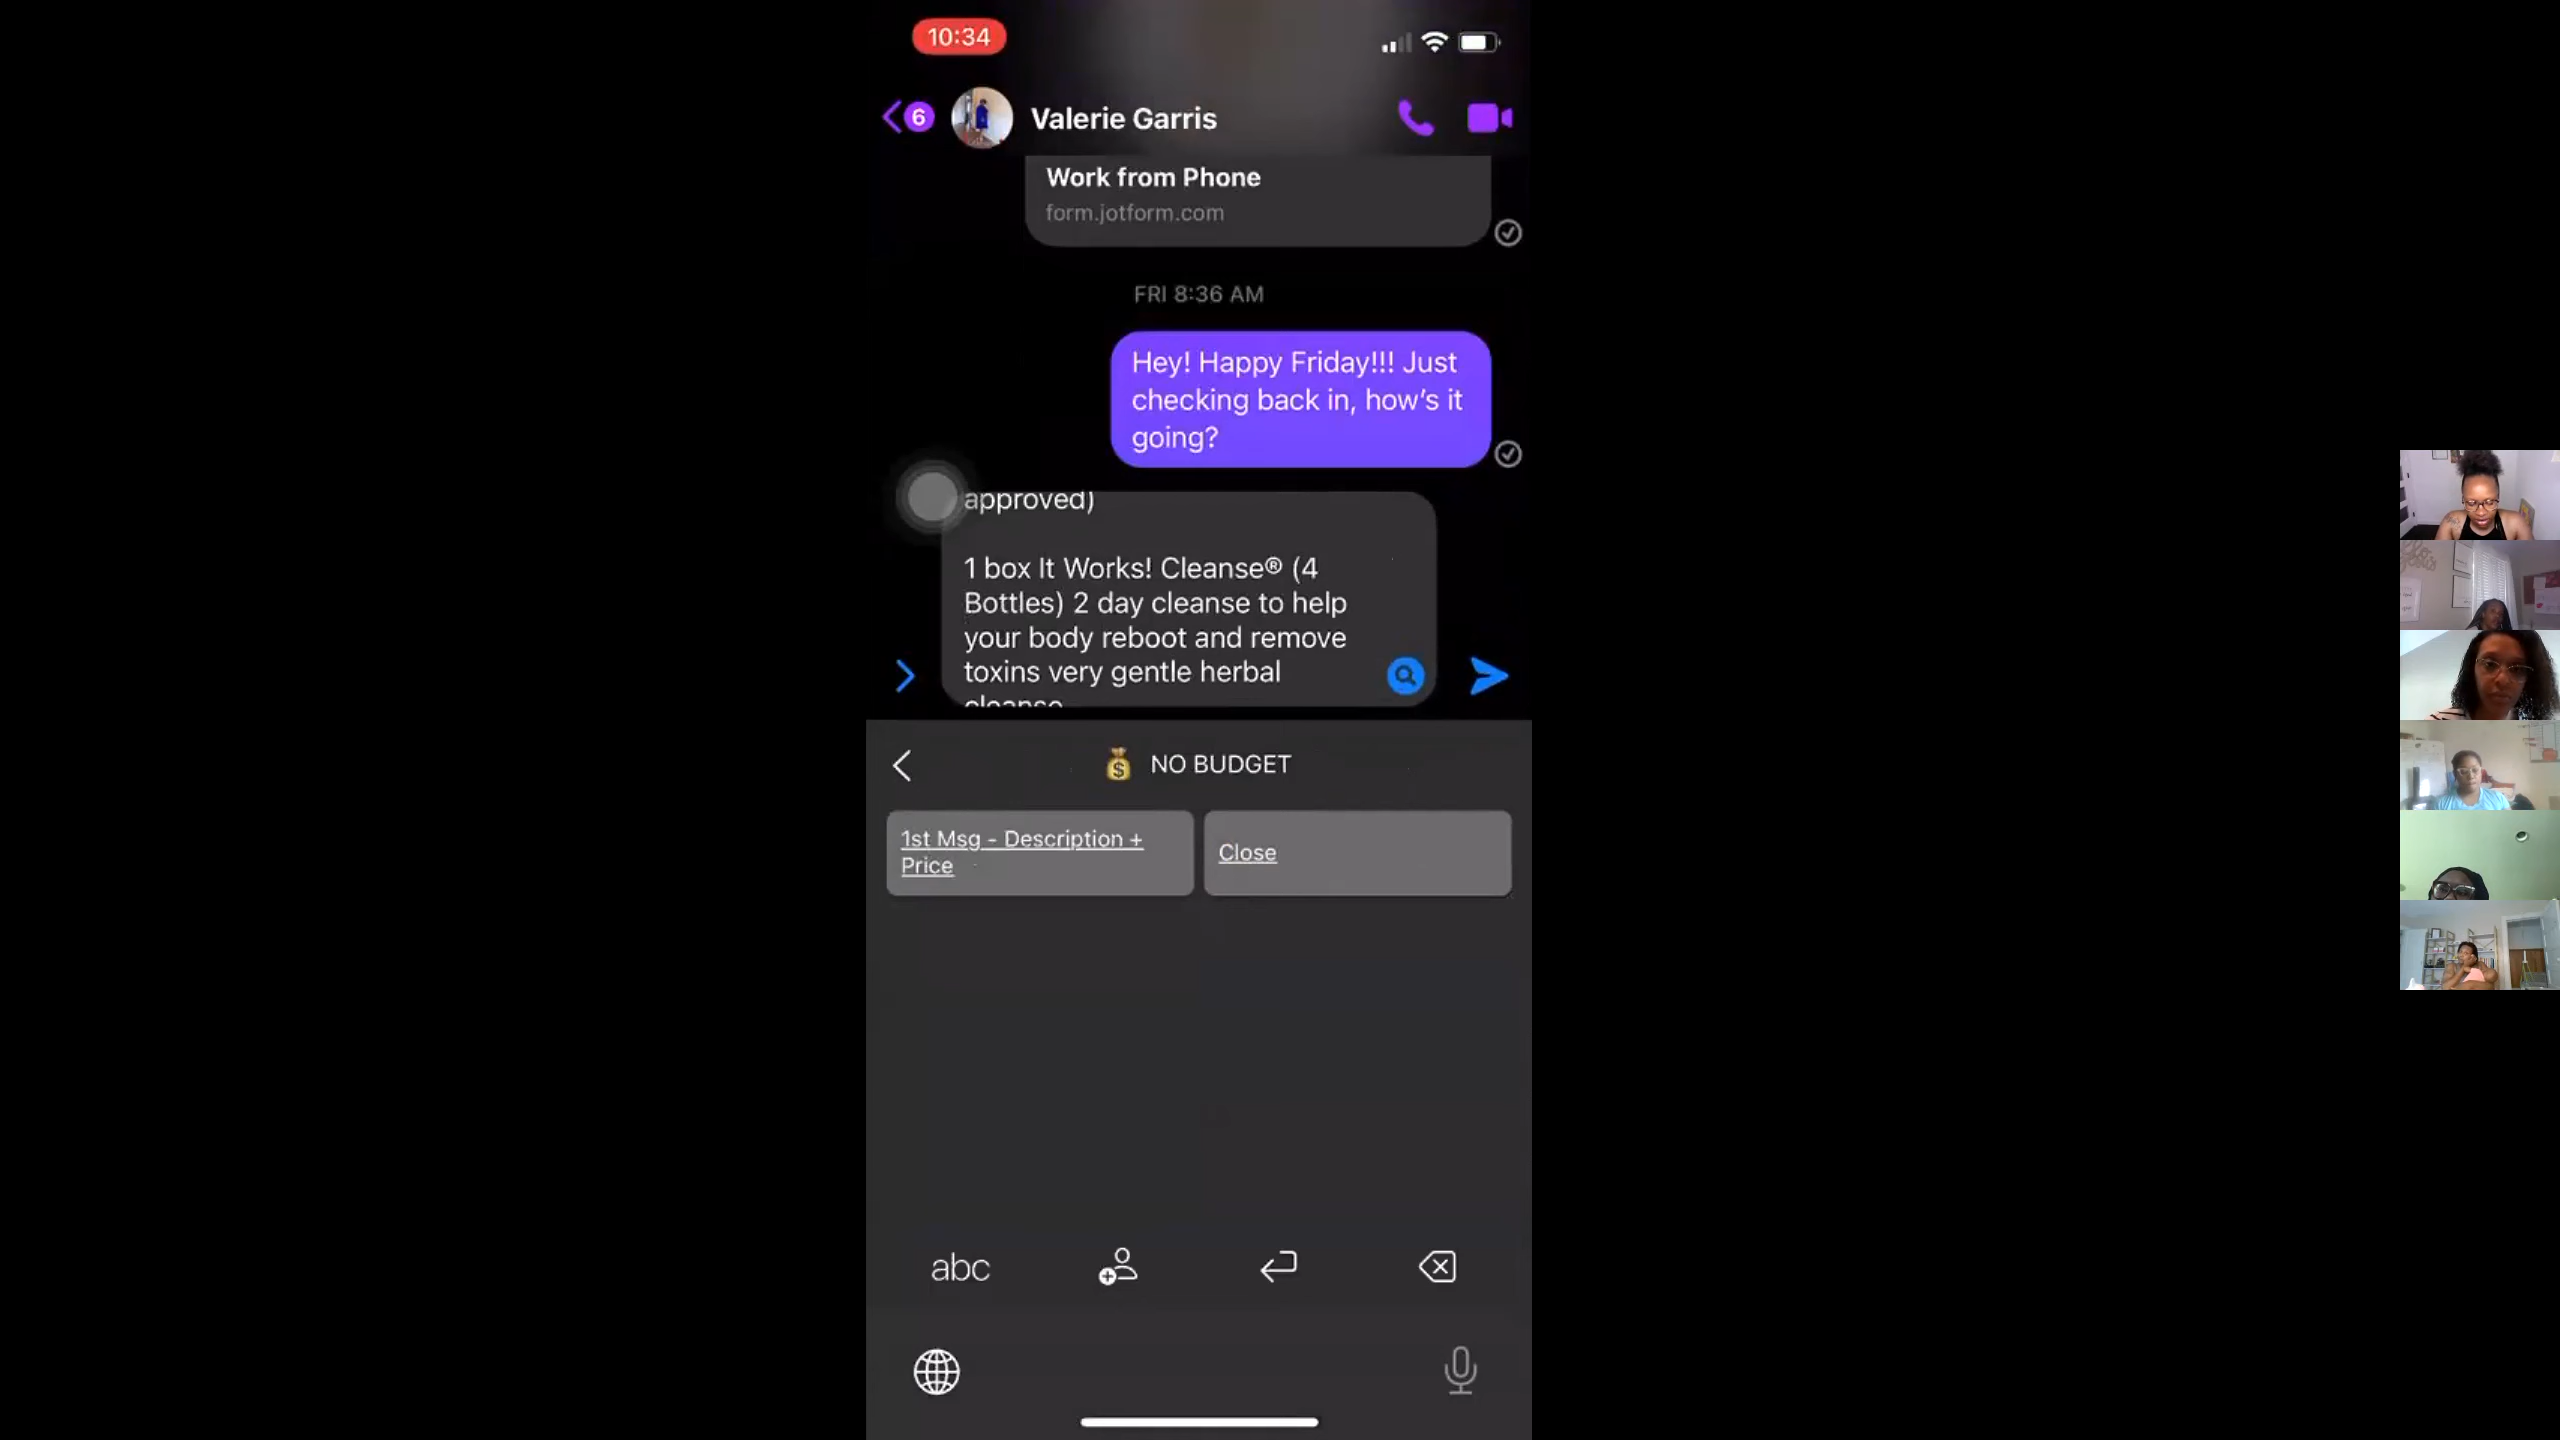 10:34
6
Valerie Garris
Work from Phone
form.jotform.com
FRI 8:36 AM
Hey! Happy Friday!!! Just
checking back in, how's it
going?
approved)
1 box It Works! Cleanse® (4
Bottles) 2 day cleanse to help
your body reboot and remove
toxins very gentle herbal
cleanse
NO BUDGET
1st Msg - Description +
Price
Close
abc